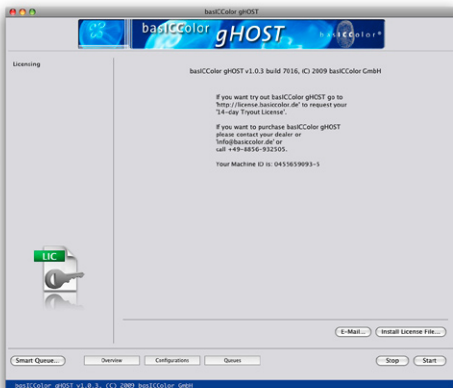 basICColor gHOST
basICColor gHOST basICColor®
Licensing
basICColor gHOST v1.0.3 build 7016, (C) 2009 basICColor GmbH
If you want try out basICColor gHOST go to
'http://license.basiccolor.de' to request your
'14-day Tryout License'.
If you want to purchase basICColor gHOST
please contact your dealer or
'info@basiccolor.de' or
call +49-8856-932505.
Your Machine ID is: 0455659093-5
LIC
E-Mail... Install License File...
Smart Queue... Overview Configurations Queues Stop Start
basICColor gHOST v1.0.3, (C) 2009 basICColor GmbH